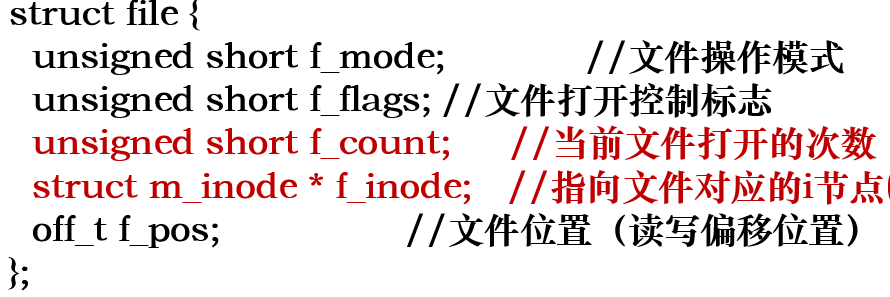 struct file {
unsigned short f_mode; //文件操作模式
unsigned short f_flags; //文件打开控制标志
unsigned short f_count; //当前文件打开的次数
struct m_inode * f_inode; //指向文件对应的i节点
off_t f_pos; //文件位置（读写偏移位置）
};